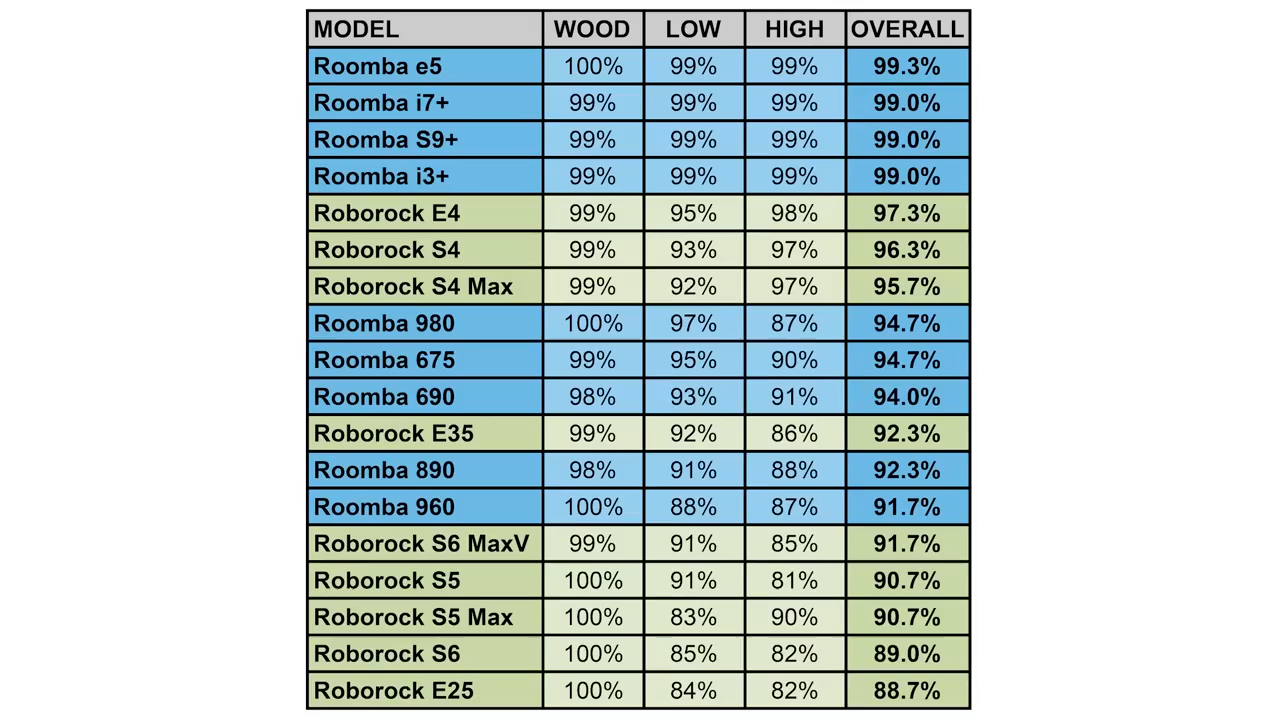 MODEL WOOD LOW HIGH OVERALL
Roomba e5 100% 99% 99% 99.3%
Roomba i7+ 99% 99% 99% 99.0%
Roomba S9+ 99% 99% 99% 99.0%
Roomba i3+ 99% 99% 99% 99.0%
Roborock E4 99% 95% 98% 97.3%
Roborock S4 99% 93% 97% 96.3%
Roborock S4 Max 99% 92% 97% 95.7%
Roomba 980 100% 97% 87% 94.7%
Roomba 675 99% 95% 90% 94.7%
Roomba 690 98% 93% 91% 94.0%
Roborock E35 99% 92% 86% 92.3%
Roomba 890 98% 91% 88% 92.3%
Roomba 960 100% 88% 87% 91.7%
Roborock S6 MaxV 99% 91% 85% 91.7%
Roborock S5 100% 91% 81% 90.7%
Roborock S5 Max 100% 83% 90% 90.7%
Roborock S6 100% 85% 82% 89.0%
Roborock E25 100% 84% 82% 88.7%